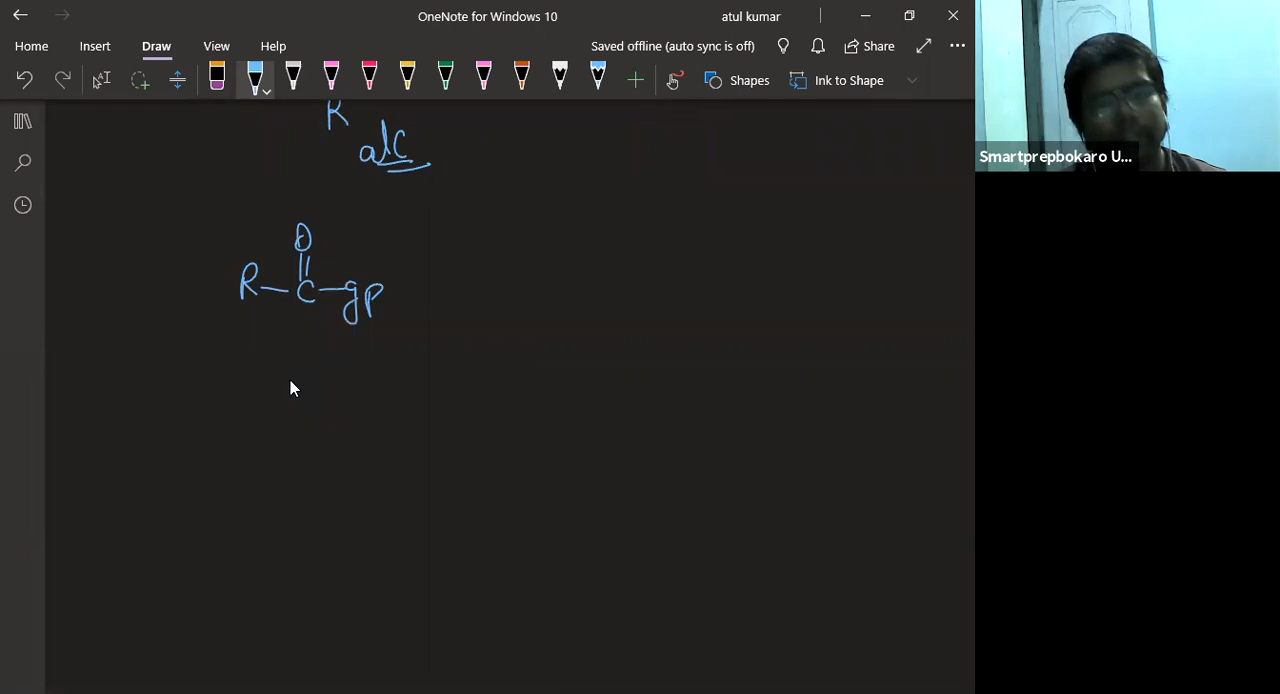 OneNote for Windows 10
atul kumar
Home Insert Draw View Help
Saved offline (auto sync is off)
Share
Shapes
Ink to Shape
Smartprepbokaro U...
R
alc
O
R—C—gp